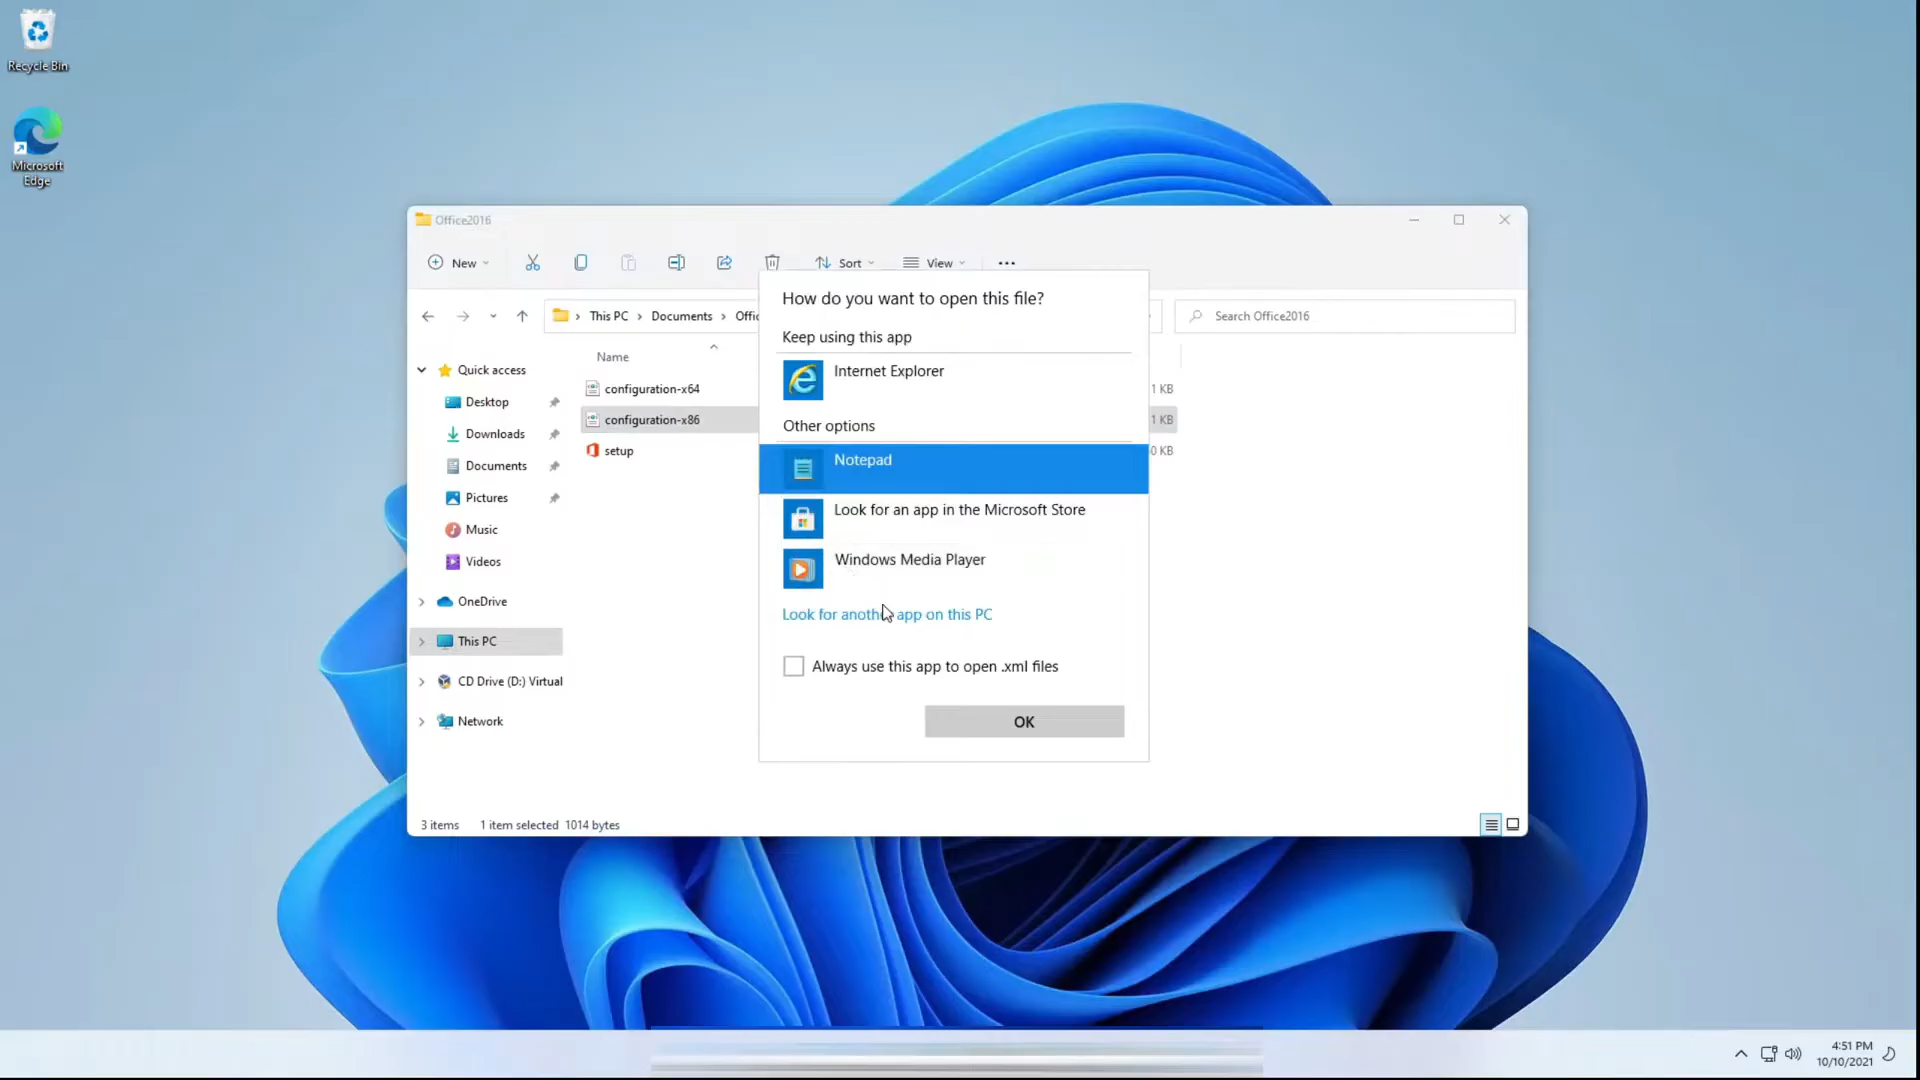 Recycle Bin
Microsoft
Edge
Office2016
New
Sort
View
This PC
Documents
Search Office2016
Name
Quick access
Desktop
Downloads
Documents
Pictures
Music
Videos
OneDrive
This PC
CD Drive (D:) Virtual
Network
configuration-x64
1 KB
configuration-x86
1 KB
setup
0 KB
How do you want to open this file?
Keep using this app
Internet Explorer
Other options
Notepad
Look for an app in the Microsoft Store
Windows Media Player
Look for another app on this PC
Always use this app to open .xml files
OK
3 items 1 item selected 1014 bytes
4:51 PM
10/10/2021